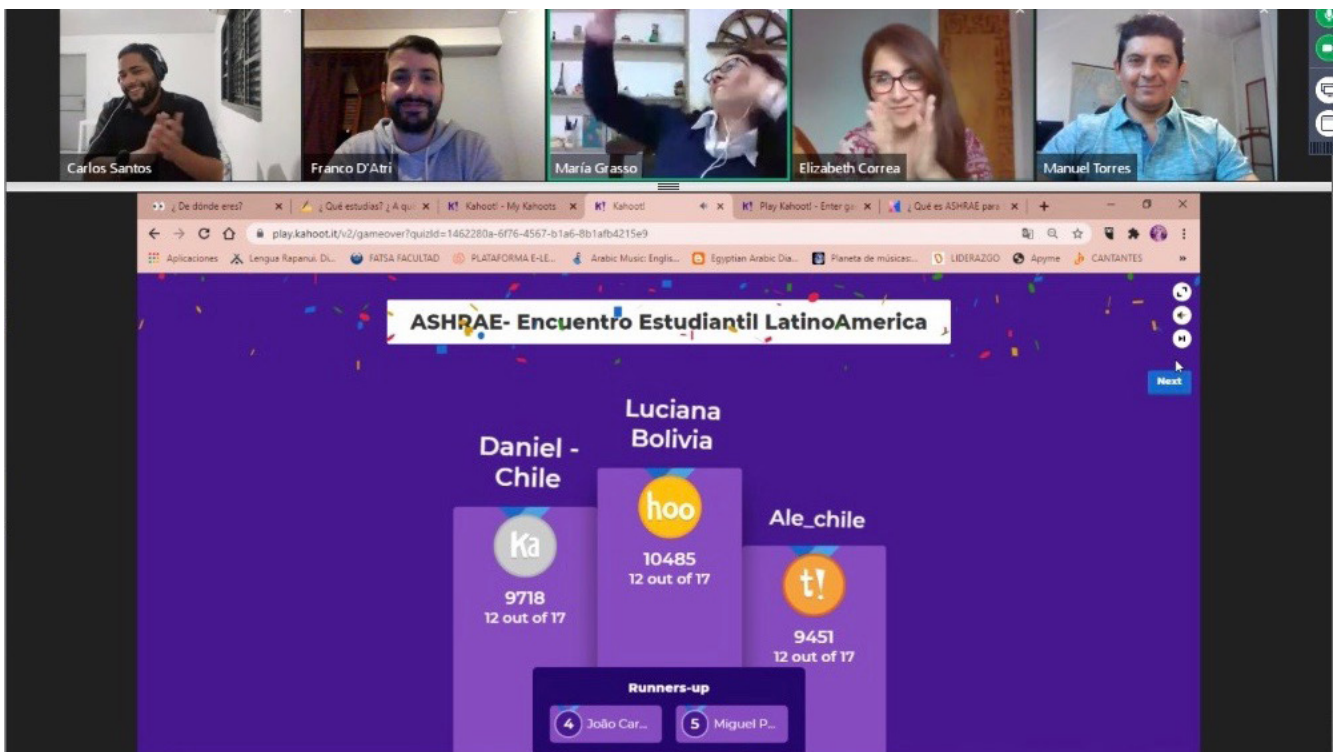 Carlos Santos
Franco D'Atri
María Grasso
Elizabeth Correa
Manuel Torres
¿De dónde eres?
¿Qué estudias? ¿A qu
Kahoot! - My Kahoots
Kahoot!
Play Kahoot! - Enter ga
¿Qué es ASHRAE para
play.kahoot.it/v2/gameover?quizId=1462280a-6f76-4567-b1a6-8b1afb4215e9
Aplicaciones
Lengua Rapanui. Di...
FATSA FACULTAD
PLATAFORMA E-LE...
Arabic Music: Englis...
Egyptian Arabic Dia...
Planeta de músicas:...
LIDERAZGO
Apyme
CANTANTES
ASHRAE- Encuentro Estudiantil LatinoAmerica
Next
Luciana
Bolivia
Daniel -
Chile
Ale_chile
hoo
10485
12 out of 17
Ka
9718
12 out of 17
t!
9451
12 out of 17
Runners-up
4 João Car...
5 Miguel P...